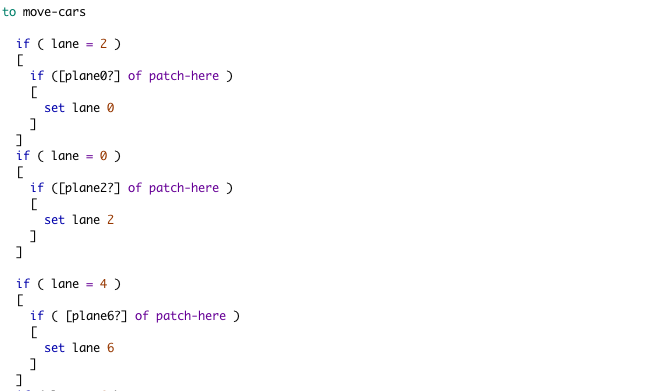 to move-cars
if ( lane = 2 )
[
if ([plane0?] of patch-here )
[
set lane 0
]
]
if ( lane = 0 )
[
if ([plane2?] of patch-here )
[
set lane 2
]
]
if ( lane = 4 )
[
if ( [plane6?] of patch-here )
[
set lane 6
]
]